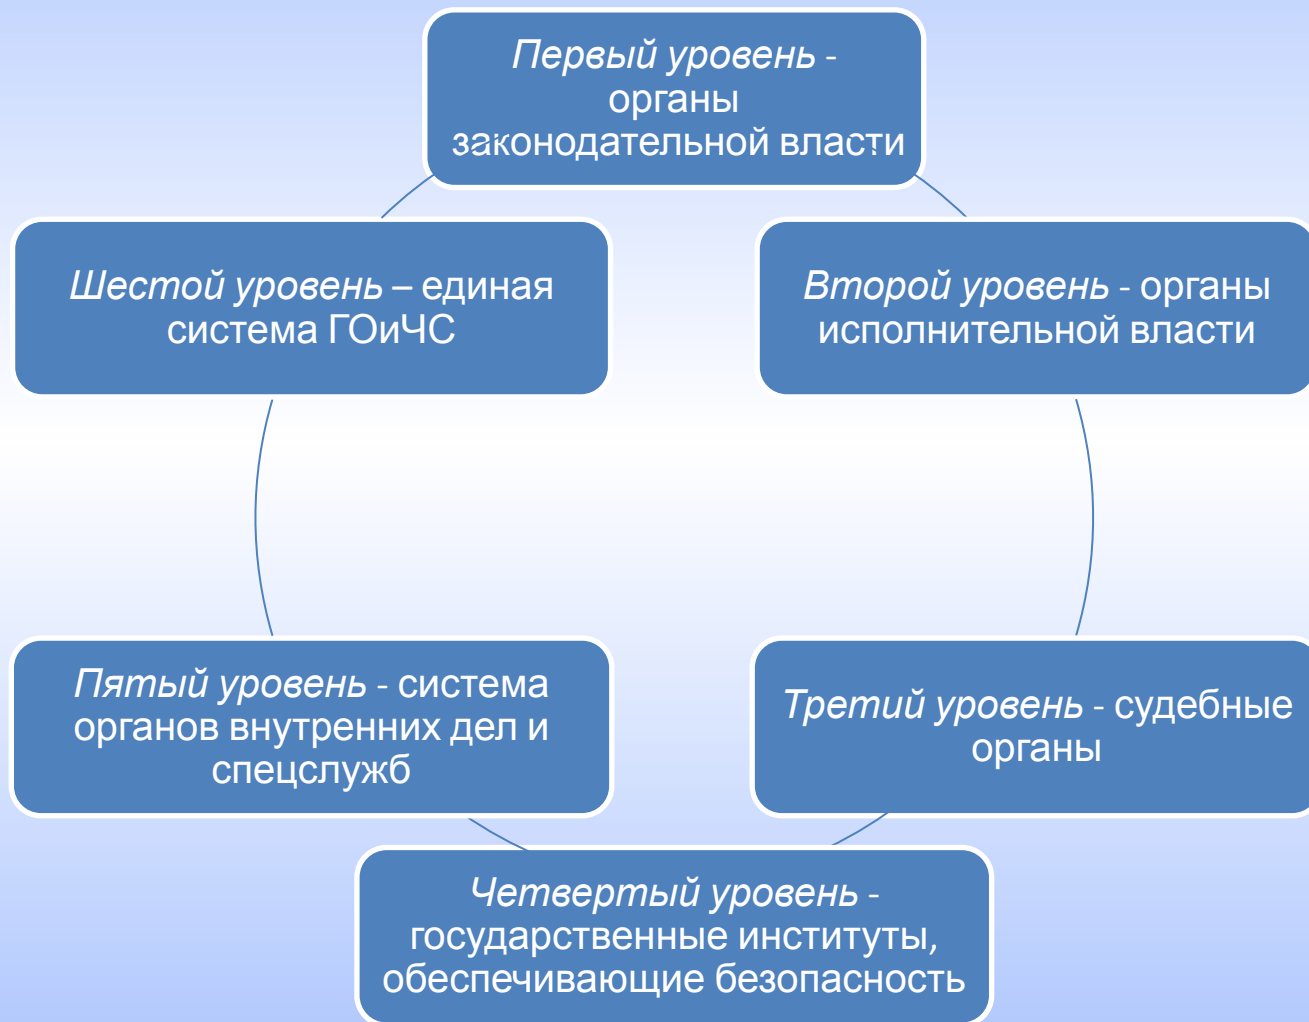 Первый уровень -
органы
законодательной власти
Второй уровень - органы
исполнительной власти
Третий уровень - судебные
органы
Четвертый уровень -
государственные институты,
обеспечивающие безопасность
Пятый уровень - система
органов внутренних дел и
спецслужб
Шестой уровень – единая
система ГОиЧС